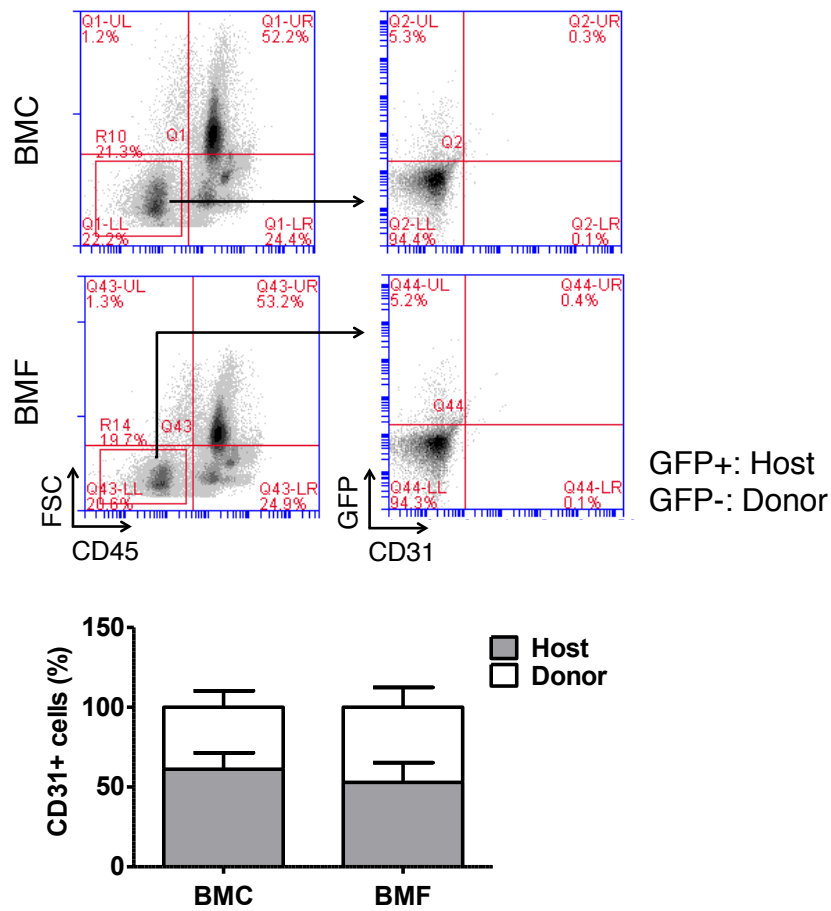 Q1-UL Q1-UR
1.2% 52.2%
R10 Q1
21.3%
Q1-LL Q1-LR
22.2% 24.4%
BMC
Q2-UL Q2-UR
5.3% 0.3%
Q2
Q2-LL Q2-LR
94.4% 0.1%
Q43-UL Q43-UR
1.3% 53.2%
R14 Q43
19.7%
Q43-LL Q43-LR
20.6% 24.9%
BMF
FSC
CD45
Q44-UL Q44-UR
5.2% 0.4%
Q44
Q44-LL Q44-LR
94.3% 0.1%
GFP
CD31
GFP+: Host
GFP-: Donor
150
100
50
0
CD31+ cells (%)
Host
Donor
BMC BMF